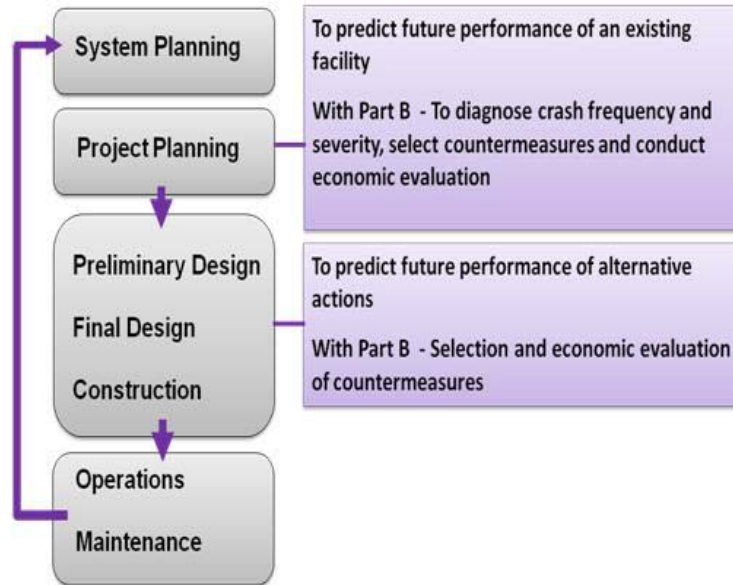 System Planning
To predict future performance of an existing
facility
With Part B - To diagnose crash frequency and
severity, select countermeasures and conduct
economic evaluation
Project Planning
Preliminary Design
Final Design
Construction
To predict future performance of alternative
actions
With Part B - Selection and economic evaluation
of countermeasures
Operations
Maintenance